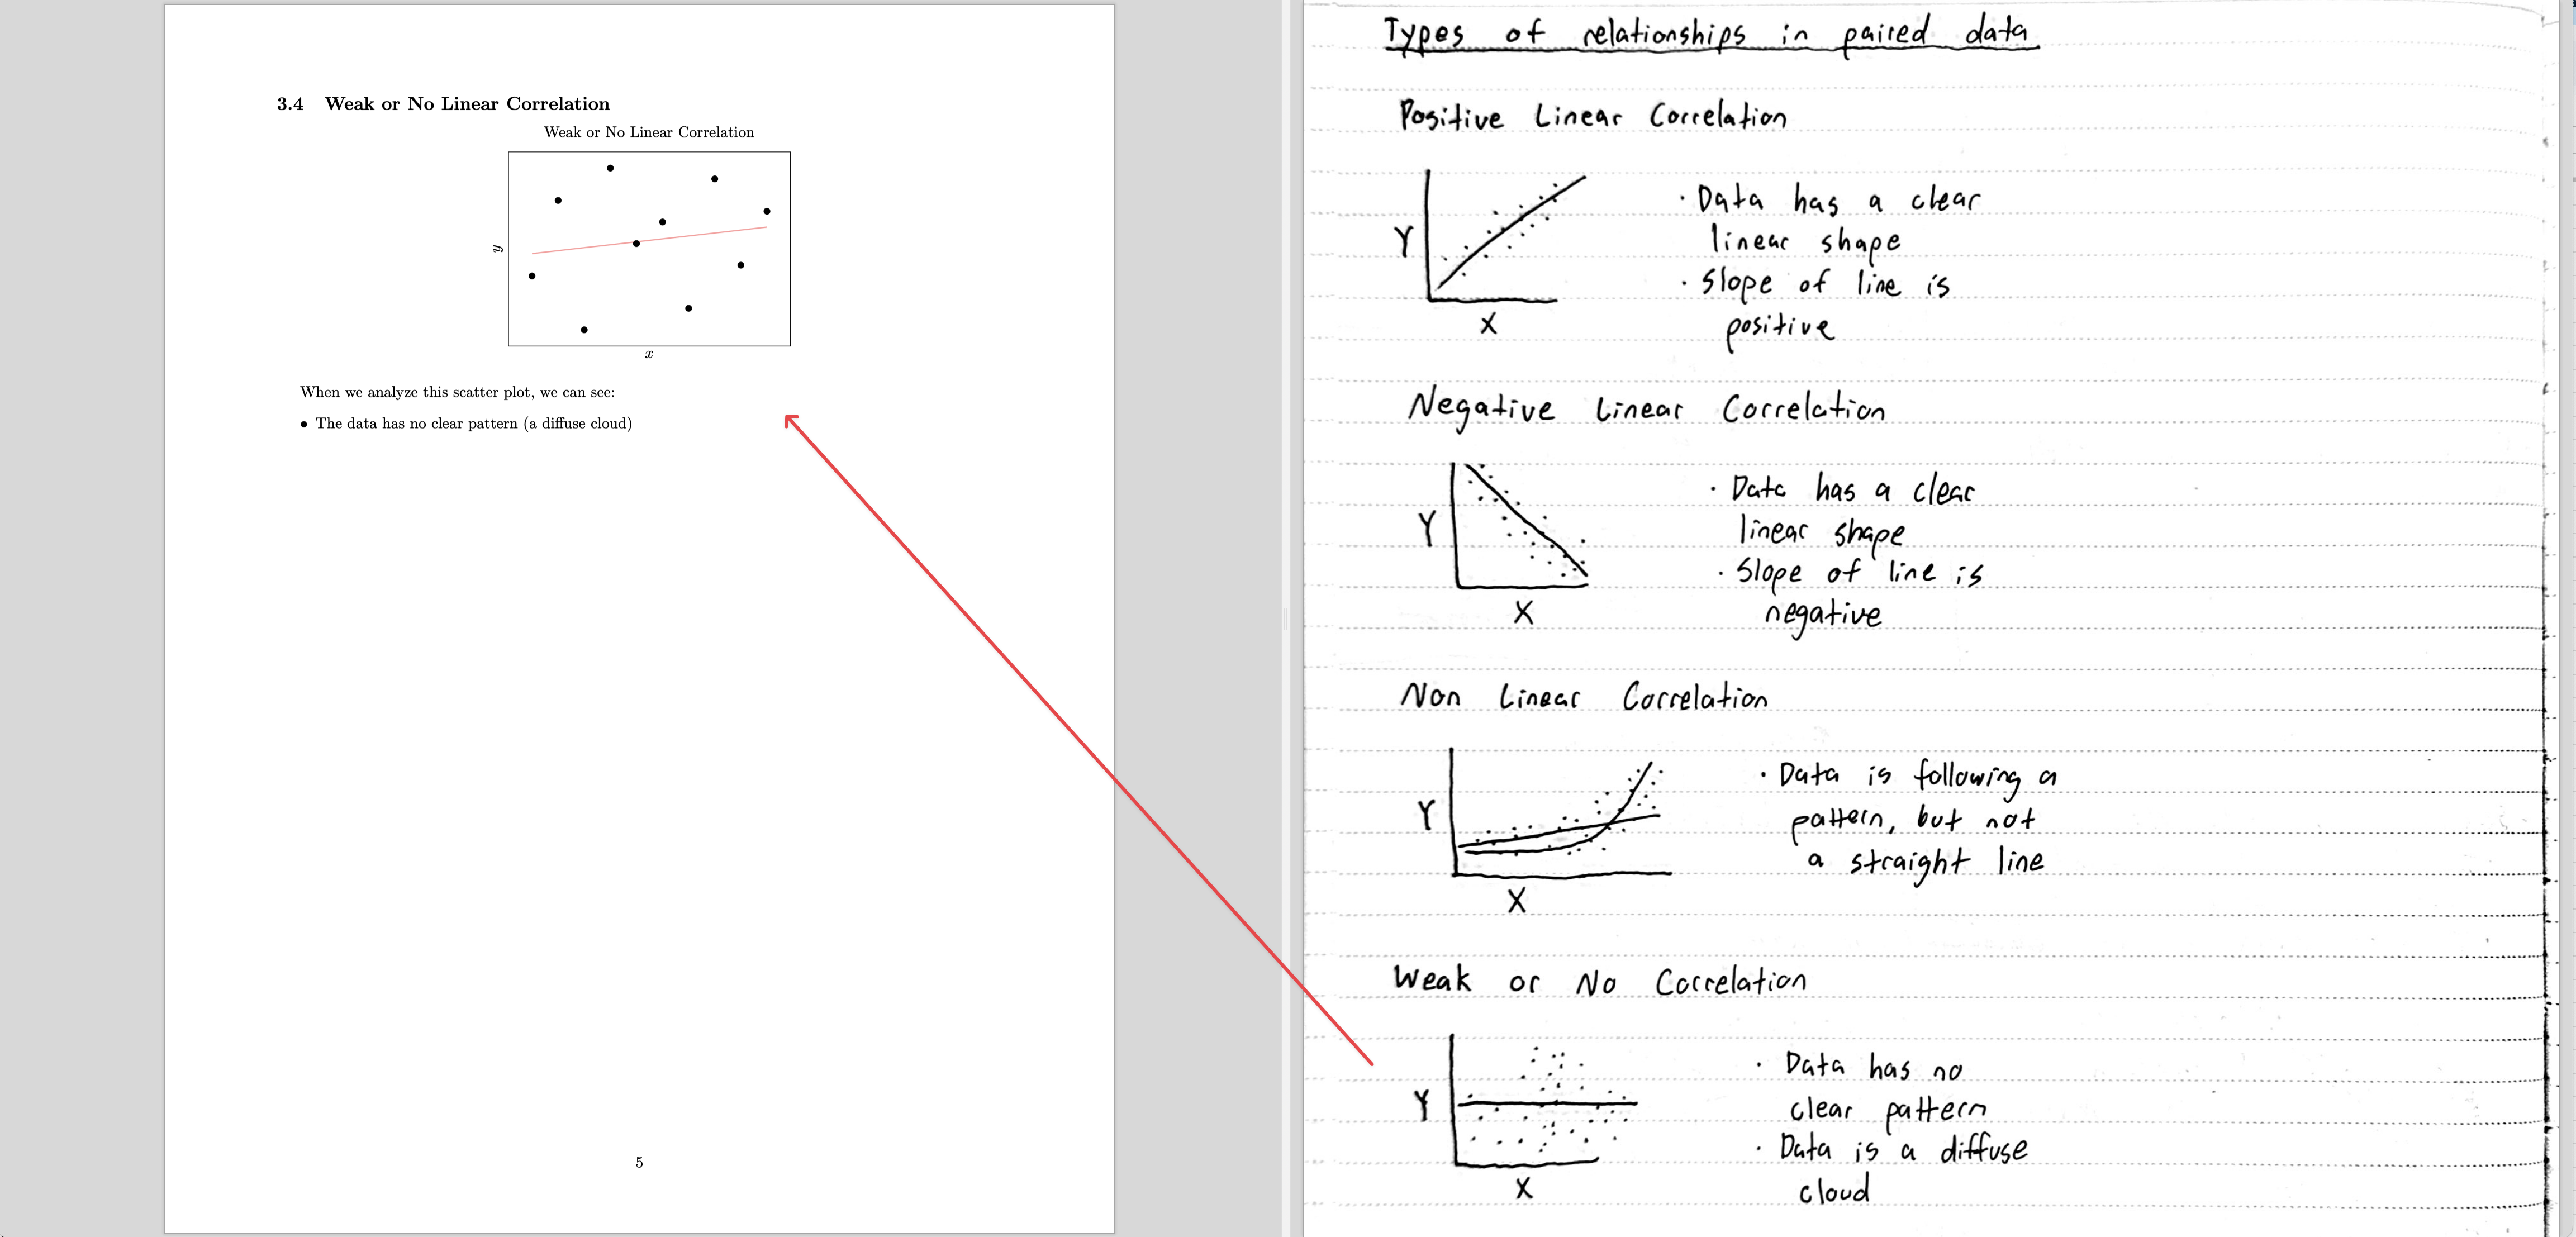 3.4 Weak or No Linear Correlation
Weak or No Linear Correlation
y
x
When we analyze this scatter plot, we can see:
• The data has no clear pattern (a diffuse cloud)
5
Types of relationships in paired data
Positive Linear Correlation
Y
X
· Data has a clear
linear shape
· Slope of line is
positive
Negative Linear Correlation
Y
X
· Data has a clear
linear shape
· Slope of line is
negative
Non Linear Correlation
Y
X
· Data is following a
pattern, but not
a straight line
Weak or No Correlation
Y
X
· Data has no
clear pattern
· Data is a diffuse
cloud